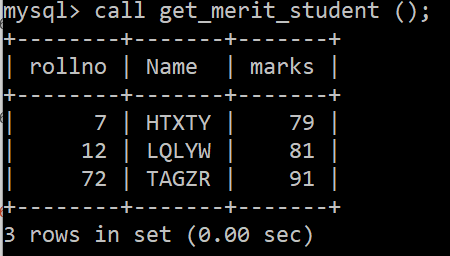 mysql> call get_merit_student ();
+--------+-------+-------+
| rollno | Name  | marks |
+--------+-------+-------+
|      7 | HTXTY |    79 |
|     12 | LQLYW |    81 |
|     72 | TAGZR |    91 |
+--------+-------+-------+
3 rows in set (0.00 sec)